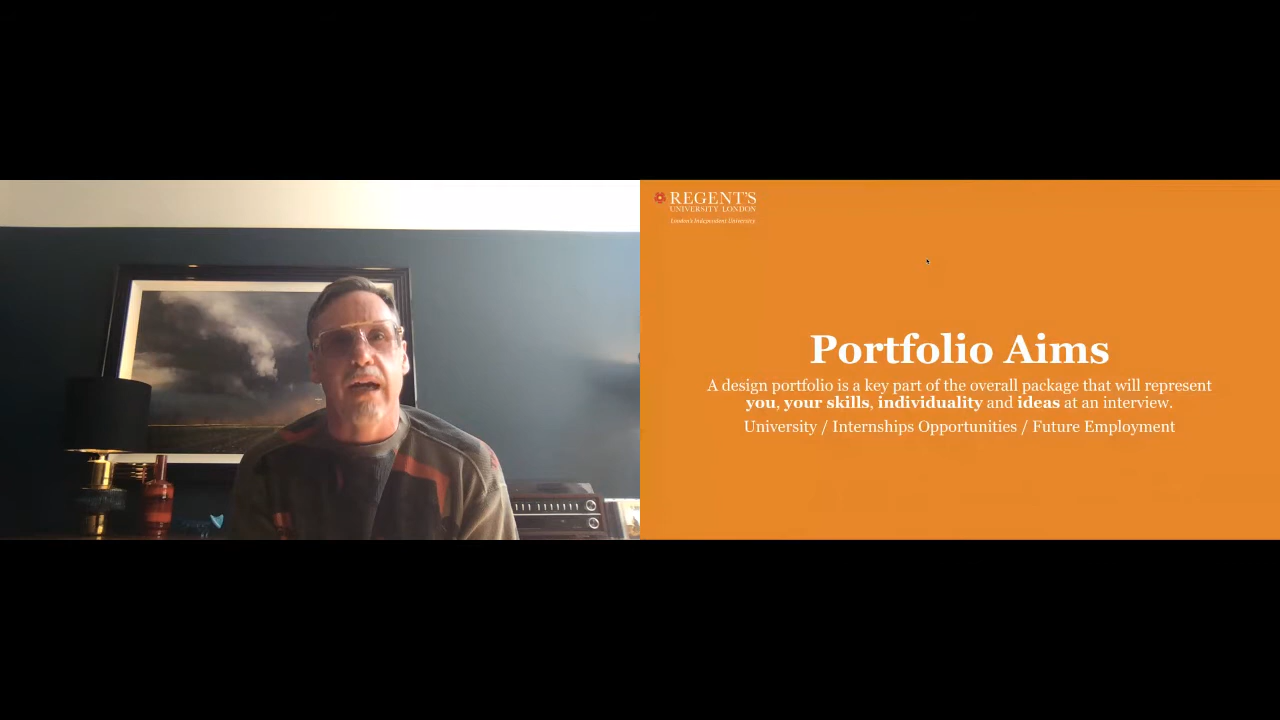 REGENT'S
UNIVERSITY LONDON
London's Independent University
Portfolio Aims
A design portfolio is a key part of the overall package that will represent
you, your skills, individuality and ideas at an interview.
University / Internships Opportunities / Future Employment